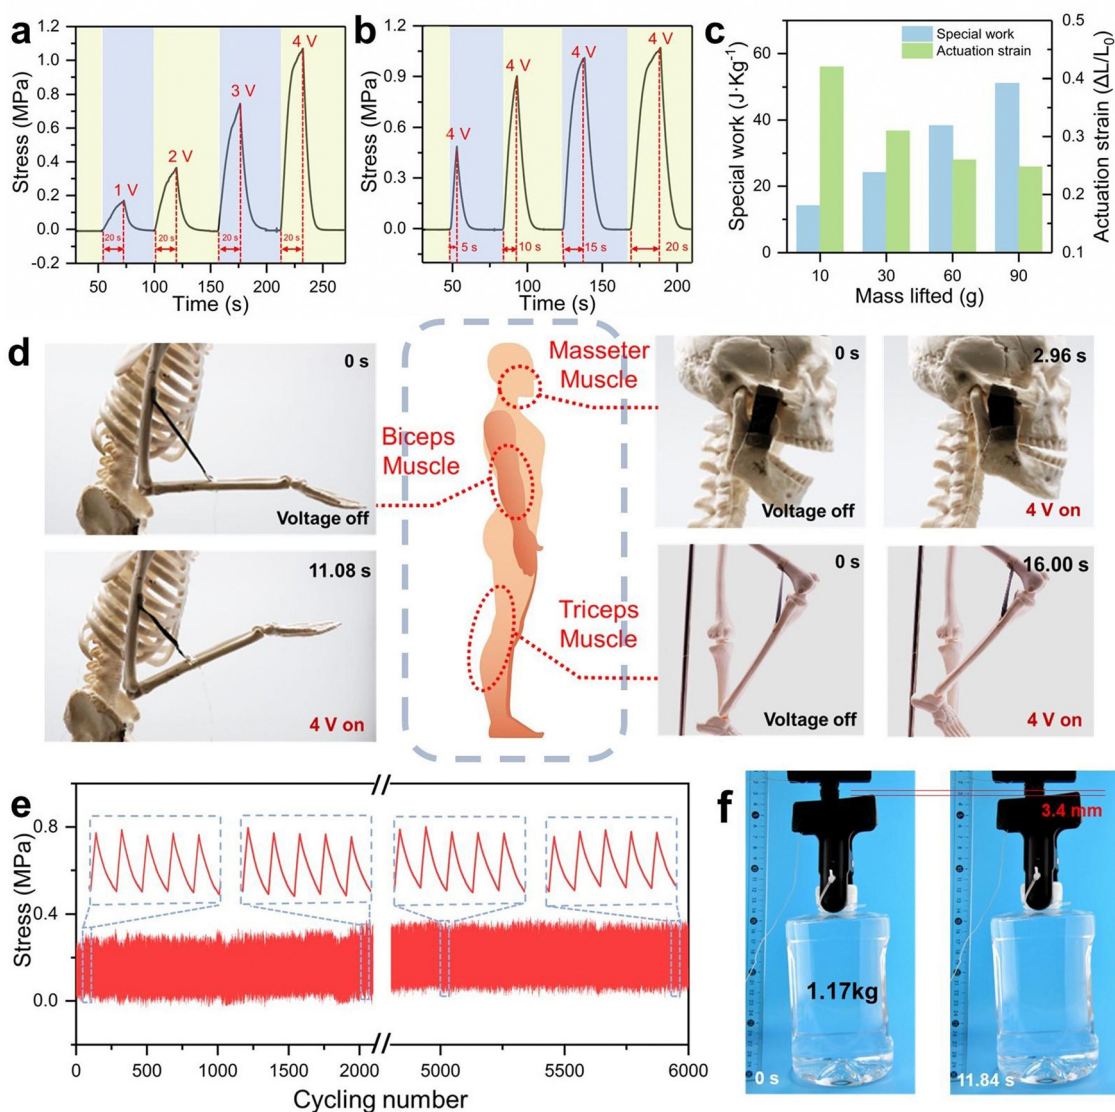 a
Stress (MPa)
1.2
1.0
0.8
0.6
0.4
0.2
0.0
-0.2
1 V
2 V
3 V
4 V
20 s
20 s
20 s
20 s
50
100
150
200
250
Time (s)
b
Stress (MPa)
1.2
0.9
0.6
0.3
0.0
4 V
4 V
4 V
4 V
5 s
10 s
15 s
20 s
50
100
150
200
Time (s)
c
Special work (J·Kg-1)
60
40
20
0
Special work
Actuation strain
0.5
0.4
0.3
0.2
0.1
Actuation strain (ΔL/L0)
10
30
60
90
Mass lifted (g)
d
0 s
Voltage off
11.08 s
4 V on
Biceps
Muscle
Masseter
Muscle
Triceps
Muscle
0 s
Voltage off
2.96 s
4 V on
0 s
Voltage off
16.00 s
4 V on
e
Stress (MPa)
0.8
0.4
0.0
0
500
1000
1500
2000
5000
5500
6000
Cycling number
f
1.17kg
0 s
3.4 mm
11.84 s